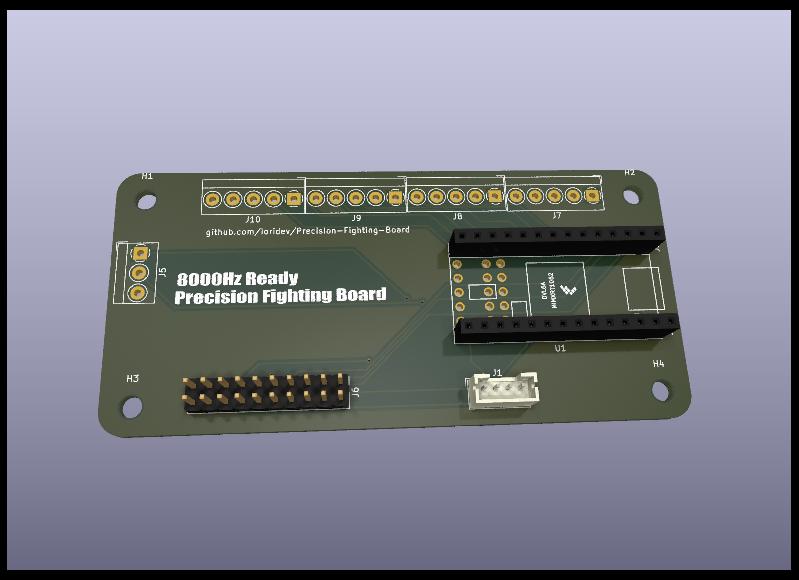 H1
H2
J10
J9
J8
J7
github.com/ioridev/Precision-Fighting-Board
J5
8000Hz Ready
Precision Fighting Board
DVL6A
U1
H3
J1
H4
J6